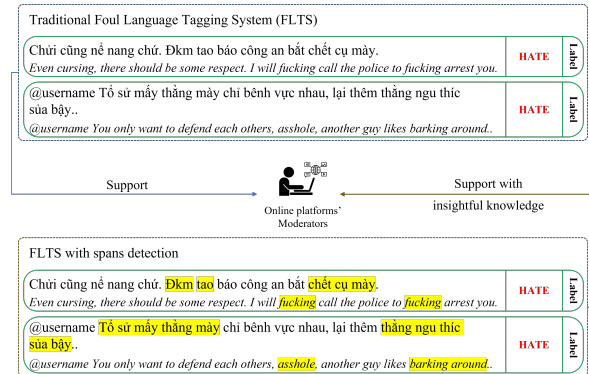 Traditional Foul Language Tagging System (FLTS)
Chửi cũng nể nang chứ. Đkm tao báo công an bắt chết cụ mày.
Even cursing, there should be some respect. I will fucking call the police to fucking arrest you.
HATE
Label
@username Tổ sử mấy thằng mày chỉ bênh vực nhau, lại thêm thằng ngu thíc
sủa bậy..
@username You only want to defend each others, asshole, another guy likes barking around..
HATE
Label
Support
Online platforms'
Moderators
Support with
insightful knowledge
FLTS with spans detection
Chửi cũng nể nang chứ. Đkm tao báo công an bắt chết cụ mày.
Even cursing, there should be some respect. I will fucking call the police to fucking arrest you.
HATE
Label
@username Tổ sử mấy thằng mày chỉ bênh vực nhau, lại thêm thằng ngu thíc
sủa bậy..
@username You only want to defend each others, asshole, another guy likes barking around..
HATE
Label